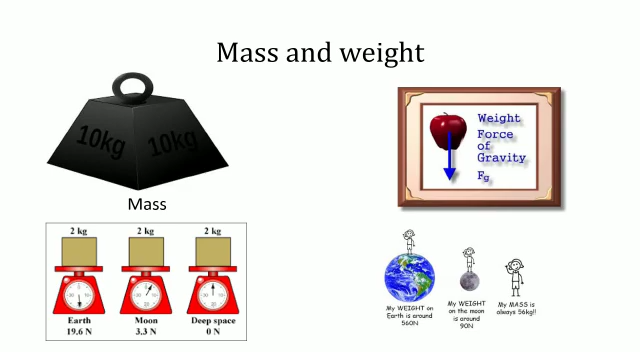 Mass and weight
10kg 10kg
Mass
Weight
Force
of
Gravity
Fg
2 kg 2 kg 2 kg
Earth Moon Deep space
19.6 N 3.3 N 0 N
My WEIGHT on
Earth is around
560N
My WEIGHT
on the moon
is around
90N
My MASS is
always 56kg!!